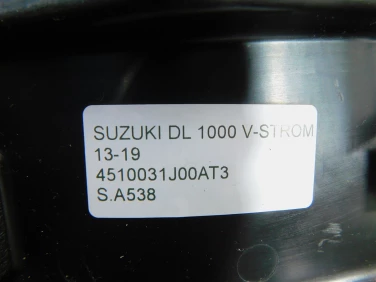 SUZUKI DL 1000 V-STROM
13-19
4510031J00AT3
S.A538